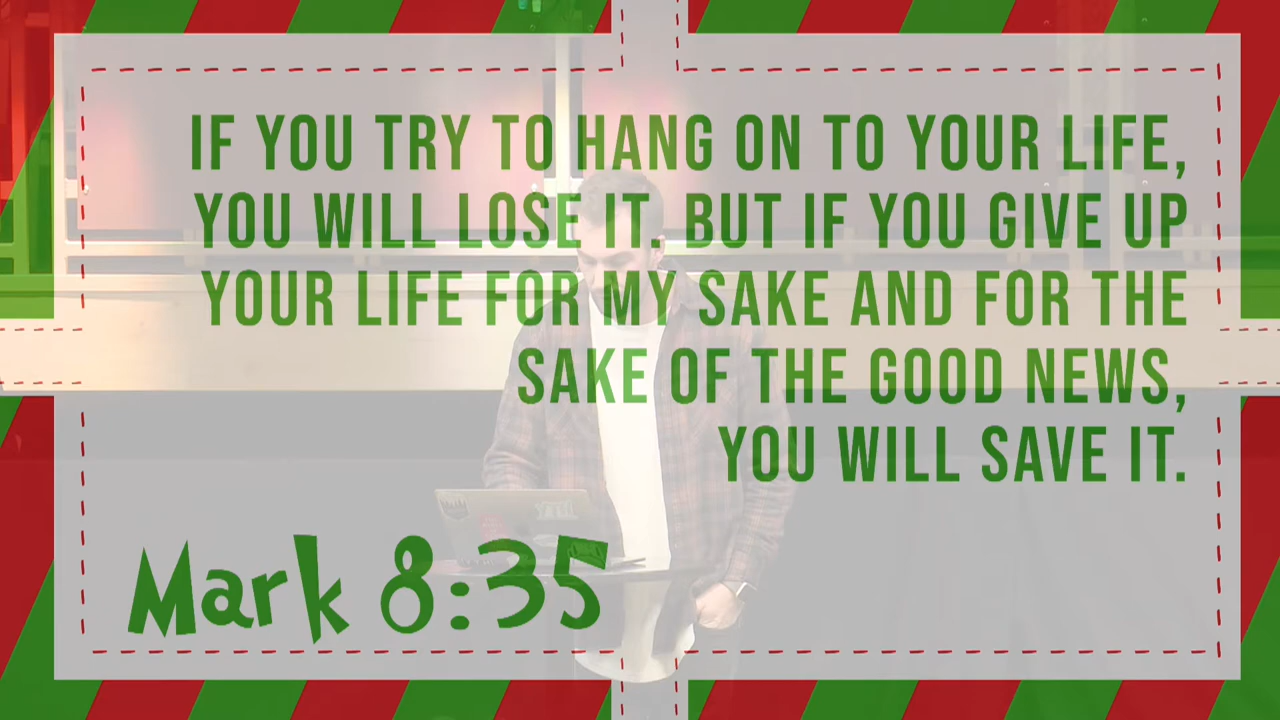 IF YOU TRY TO HANG ON TO YOUR LIFE,
YOU WILL LOSE IT. BUT IF YOU GIVE UP
YOUR LIFE FOR MY SAKE AND FOR THE
SAKE OF THE GOOD NEWS,
YOU WILL SAVE IT.
Mark 8:35